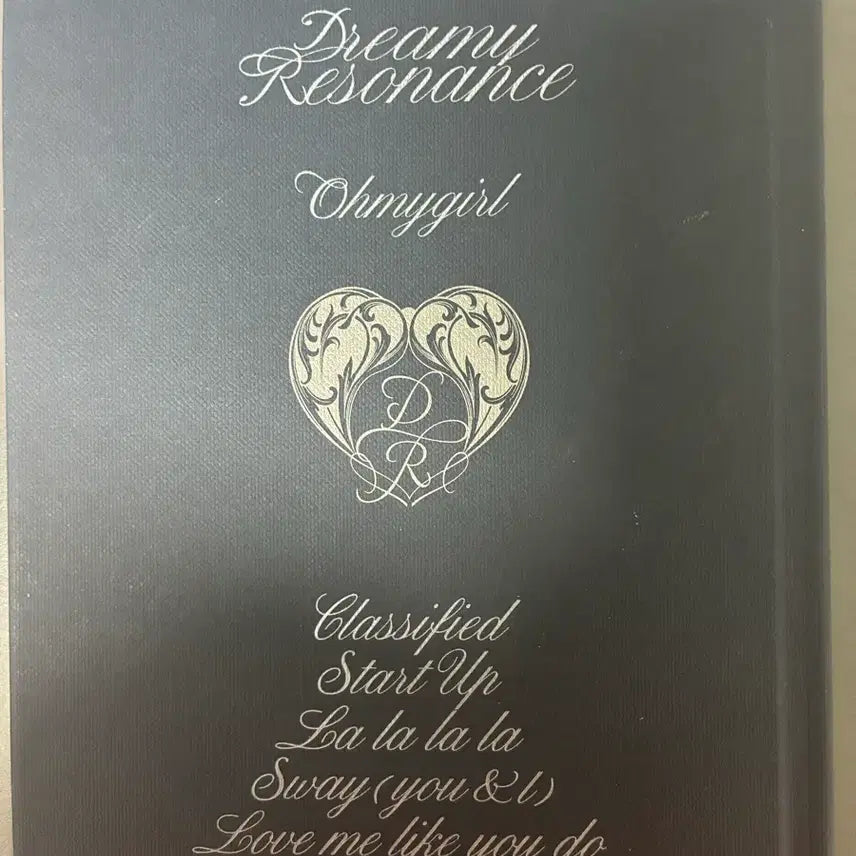 Dreamy
Resonance
Ohmygirl
D
R
Classified
Start Up
La la la la
Sway (you & I)
Love me like you do